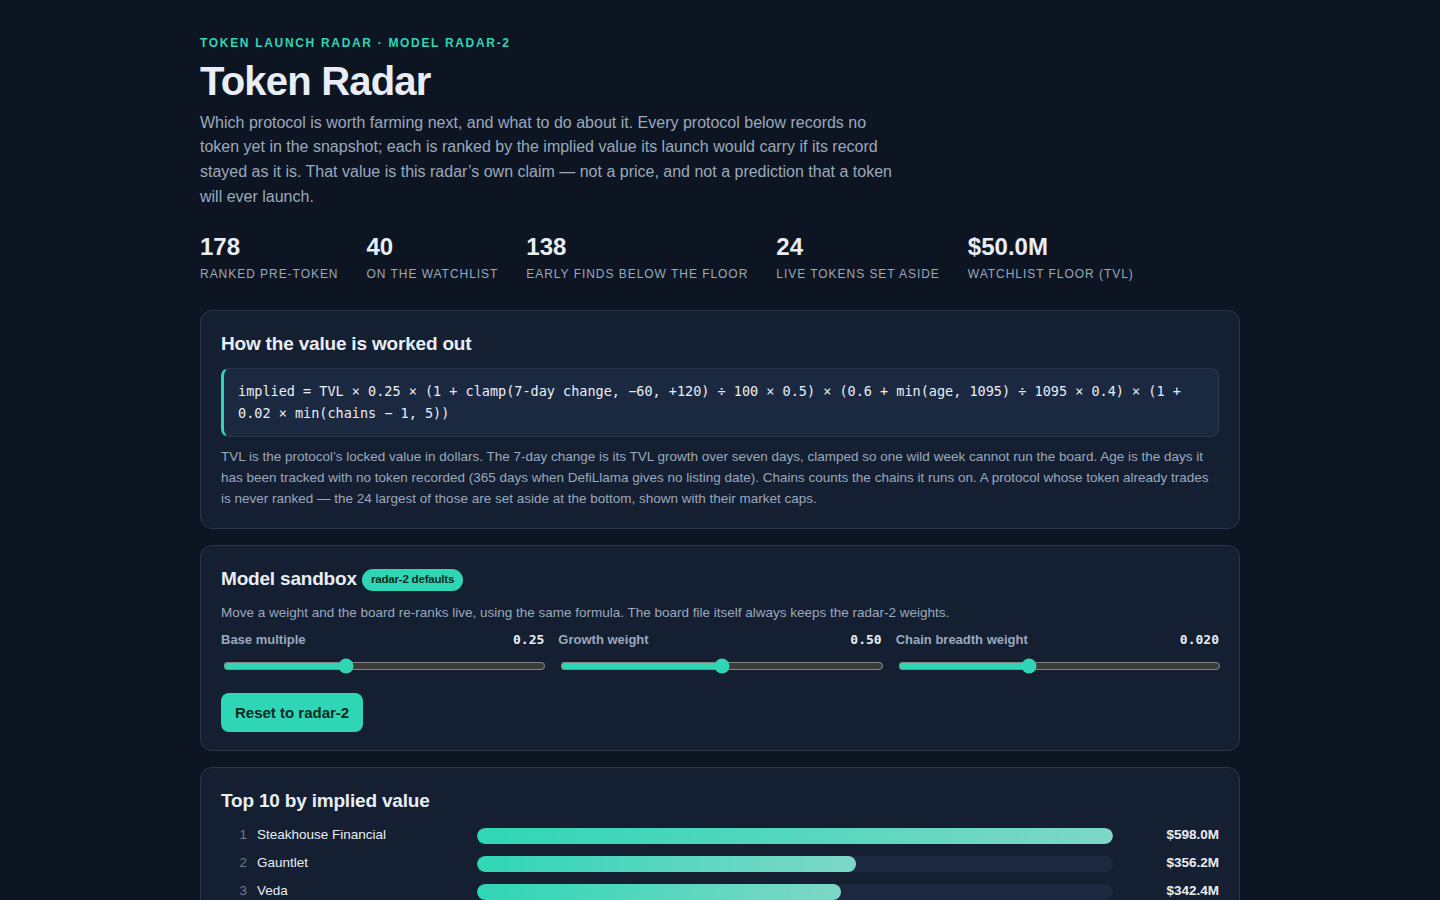 TOKEN LAUNCH RADAR · MODEL RADAR-2
Token Radar
Which protocol is worth farming next, and what to do about it. Every protocol below records no
token yet in the snapshot; each is ranked by the implied value its launch would carry if its record
stayed as it is. That value is this radar’s own claim — not a price, and not a prediction that a token
will ever launch.
178
RANKED PRE-TOKEN
40
ON THE WATCHLIST
138
EARLY FINDS BELOW THE FLOOR
24
LIVE TOKENS SET ASIDE
$50.0M
WATCHLIST FLOOR (TVL)
How the value is worked out
implied = TVL × 0.25 × (1 + clamp(7-day change, −60, +120) ÷ 100 × 0.5) × (0.6 + min(age, 1095) ÷ 1095 × 0.4) × (1 +
0.02 × min(chains − 1, 5))
TVL is the protocol’s locked value in dollars. The 7-day change is its TVL growth over seven days, clamped so one wild week cannot run the board. Age is the days it
has been tracked with no token recorded (365 days when DefiLlama gives no listing date). Chains counts the chains it runs on. A protocol whose token already trades
is never ranked — the 24 largest of those are set aside at the bottom, shown with their market caps.
Model sandbox radar-2 defaults
Move a weight and the board re-ranks live, using the same formula. The board file itself always keeps the radar-2 weights.
Base multiple 0.25
Growth weight 0.50
Chain breadth weight 0.020
Reset to radar-2
Top 10 by implied value
1 Steakhouse Financial $598.0M
2 Gauntlet $356.2M
3 Veda $342.4M